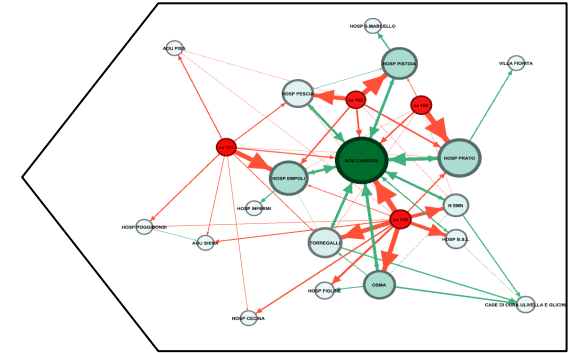 HOSP S.MARCELLO
AOU PISA
HOSP PISTOIA
VILLA FIORITA
HOSP PESCIA
HOSP PRATO
AOU CAREGGI
HOSP EMPOLI
HOSP INFERMI
H SMN
HOSP POGGIBONSI
AOU SIENA
TORREGALLI
HOSP B.S.L.
OSMA
HOSP FIGLINE
CASE DI CURA ULIVELLA E GLICINI
HOSP CECINA